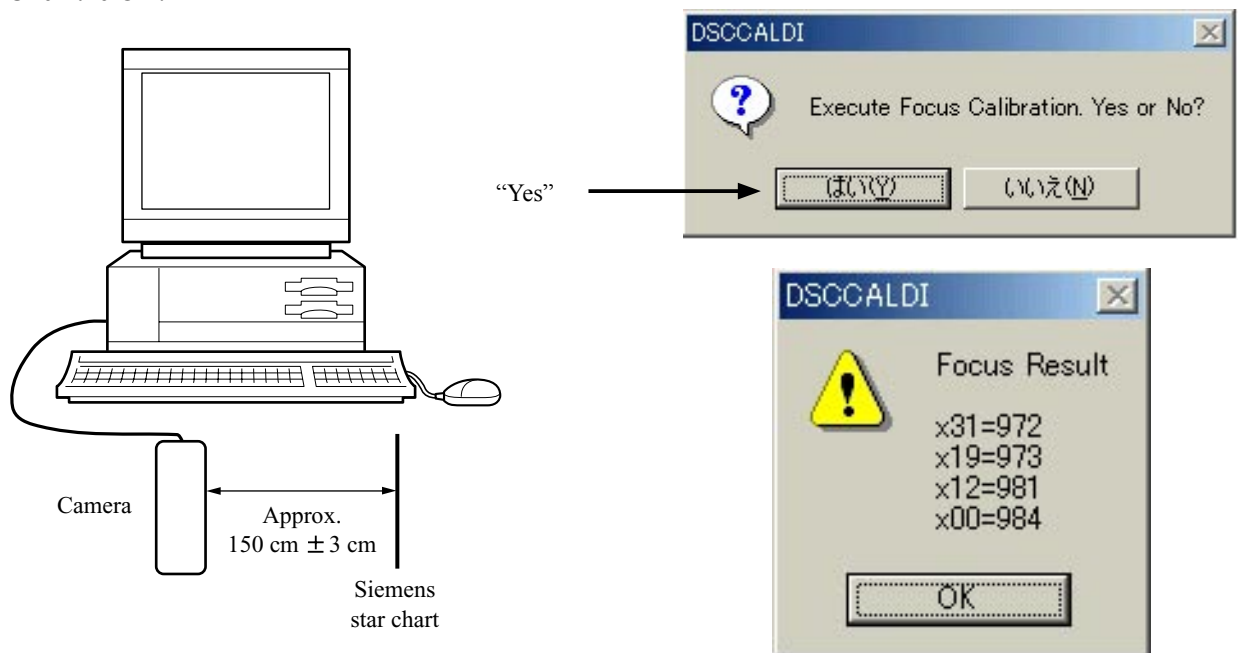 DSCCALDI
Execute Focus Calibration. Yes or No?
“Yes”
はい(Y)
いいえ(N)
DSCCALDI
Focus Result
x31=972
x19=973
x12=981
x00=984
OK
Camera
Approx.
150 cm ±3 cm
Siemens
star chart